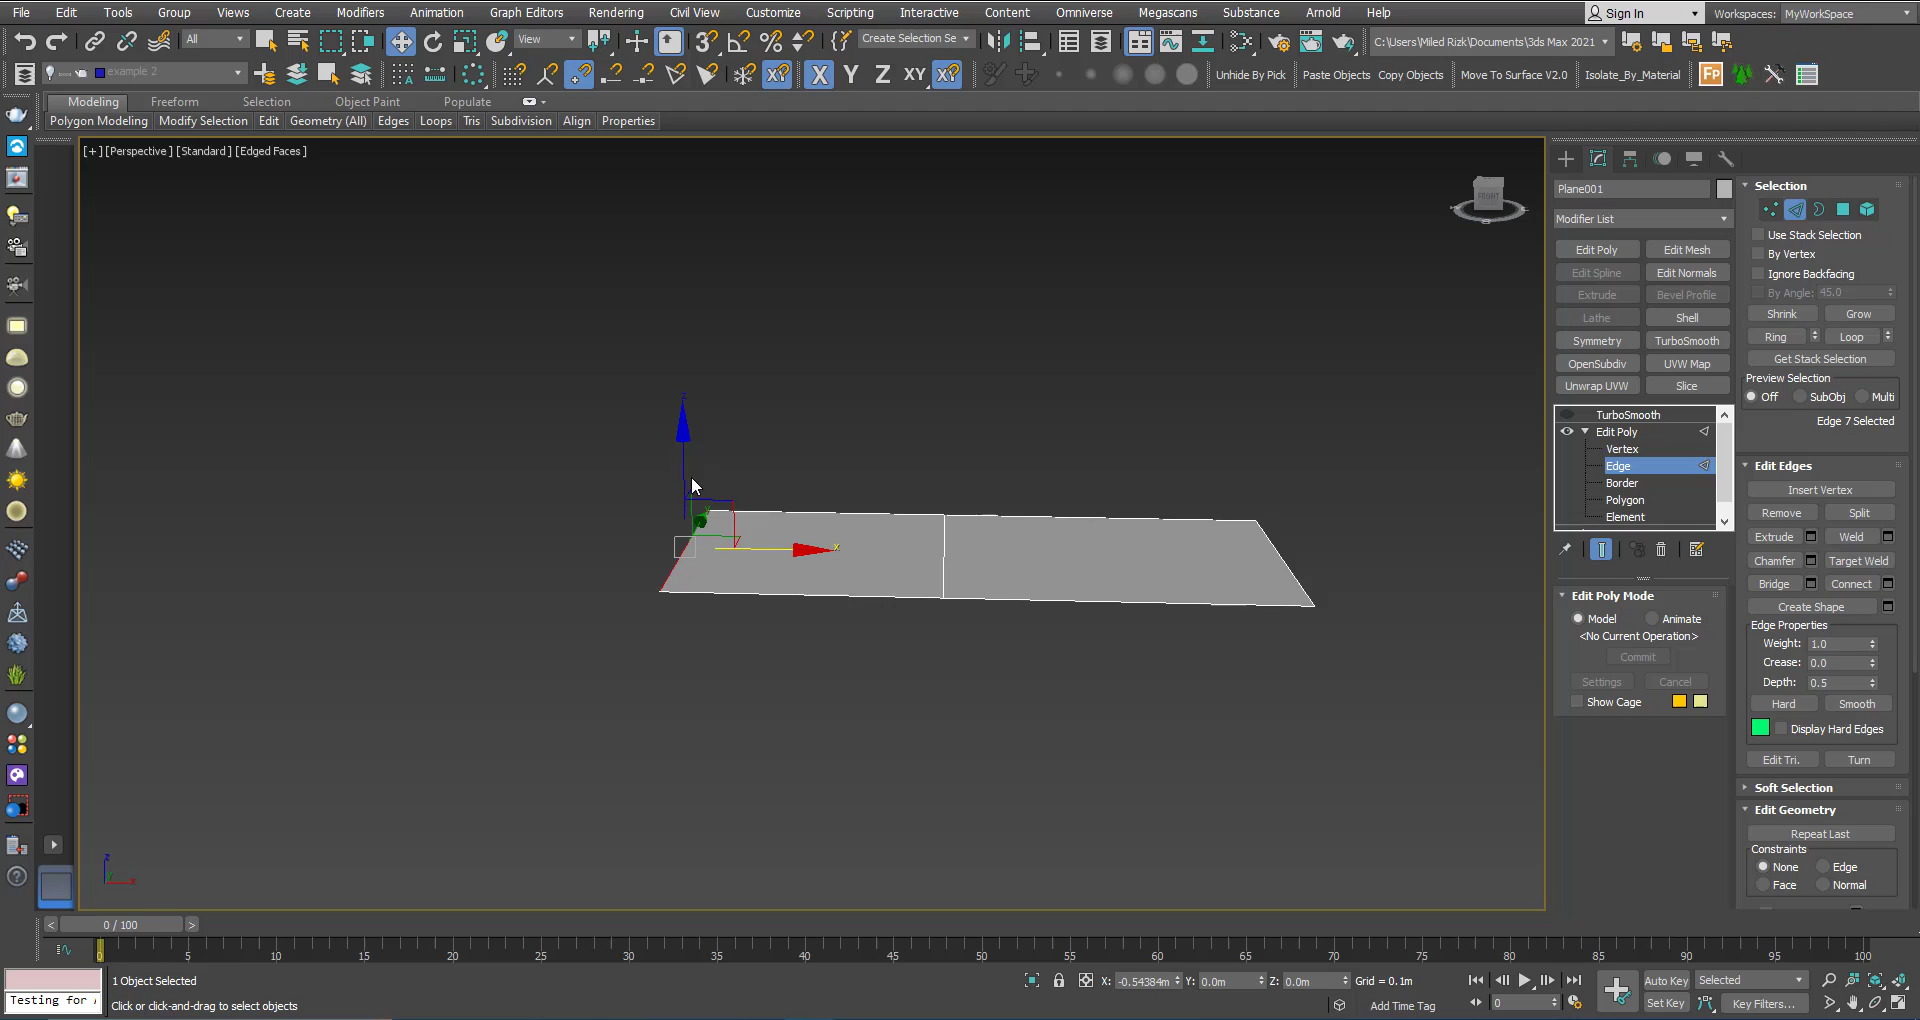 File Edit Tools Group Views Create Modifiers Animation Graph Editors Rendering Civil View Customize Scripting Interactive Content Omniverse Megascans Substance Arnold Help Sign In Workspaces: MyWorkSpace
All View Create Selection Se C:\Users\Miled Rizk\Documents\3ds Max 2021
example 2 X Y Z XY XY Unhide By Pick Paste Objects Copy Objects Move To Surface V2.0 Isolate_By_Material Fp
Modeling Freeform Selection Object Paint Populate
Polygon Modeling Modify Selection Edit Geometry (All) Edges Loops Tris Subdivision Align Properties
[+] [Perspective ] [Standard ] [Edged Faces ]
FRONT
Plane001
Modifier List
Edit Poly Edit Mesh
Edit Spline Edit Normals
Extrude Bevel Profile
Lathe Shell
Symmetry TurboSmooth
OpenSubdiv UVW Map
Unwrap UVW Slice
TurboSmooth
Edit Poly
Vertex
Edge
Border
Polygon
Element
Edit Poly Mode
Model Animate
<No Current Operation>
Commit
Settings Cancel
Show Cage
Selection
Use Stack Selection
By Vertex
Ignore Backfacing
By Angle: 45.0
Shrink Grow
Ring Loop
Get Stack Selection
Preview Selection
Off SubObj Multi
Edge 7 Selected
Edit Edges
Insert Vertex
Remove Split
Extrude Weld
Chamfer Target Weld
Bridge Connect
Create Shape
Edge Properties
Weight: 1.0
Crease: 0.0
Depth: 0.5
Hard Smooth
Display Hard Edges
Edit Tri. Turn
Soft Selection
Edit Geometry
Repeat Last
Constraints
None Edge
Face Normal
z
x
z
y
x
< 0 / 100 >
0 5 10 15 20 25 30 35 40 45 50 55 60 65 70 75 80 85 90 95 100
1 Object Selected X: -0.54384m Y: 0.0m Z: 0.0m Grid = 0.1m Auto Key Selected
Testing for Click or click-and-drag to select objects Add Time Tag 0 Set Key Key Filters...